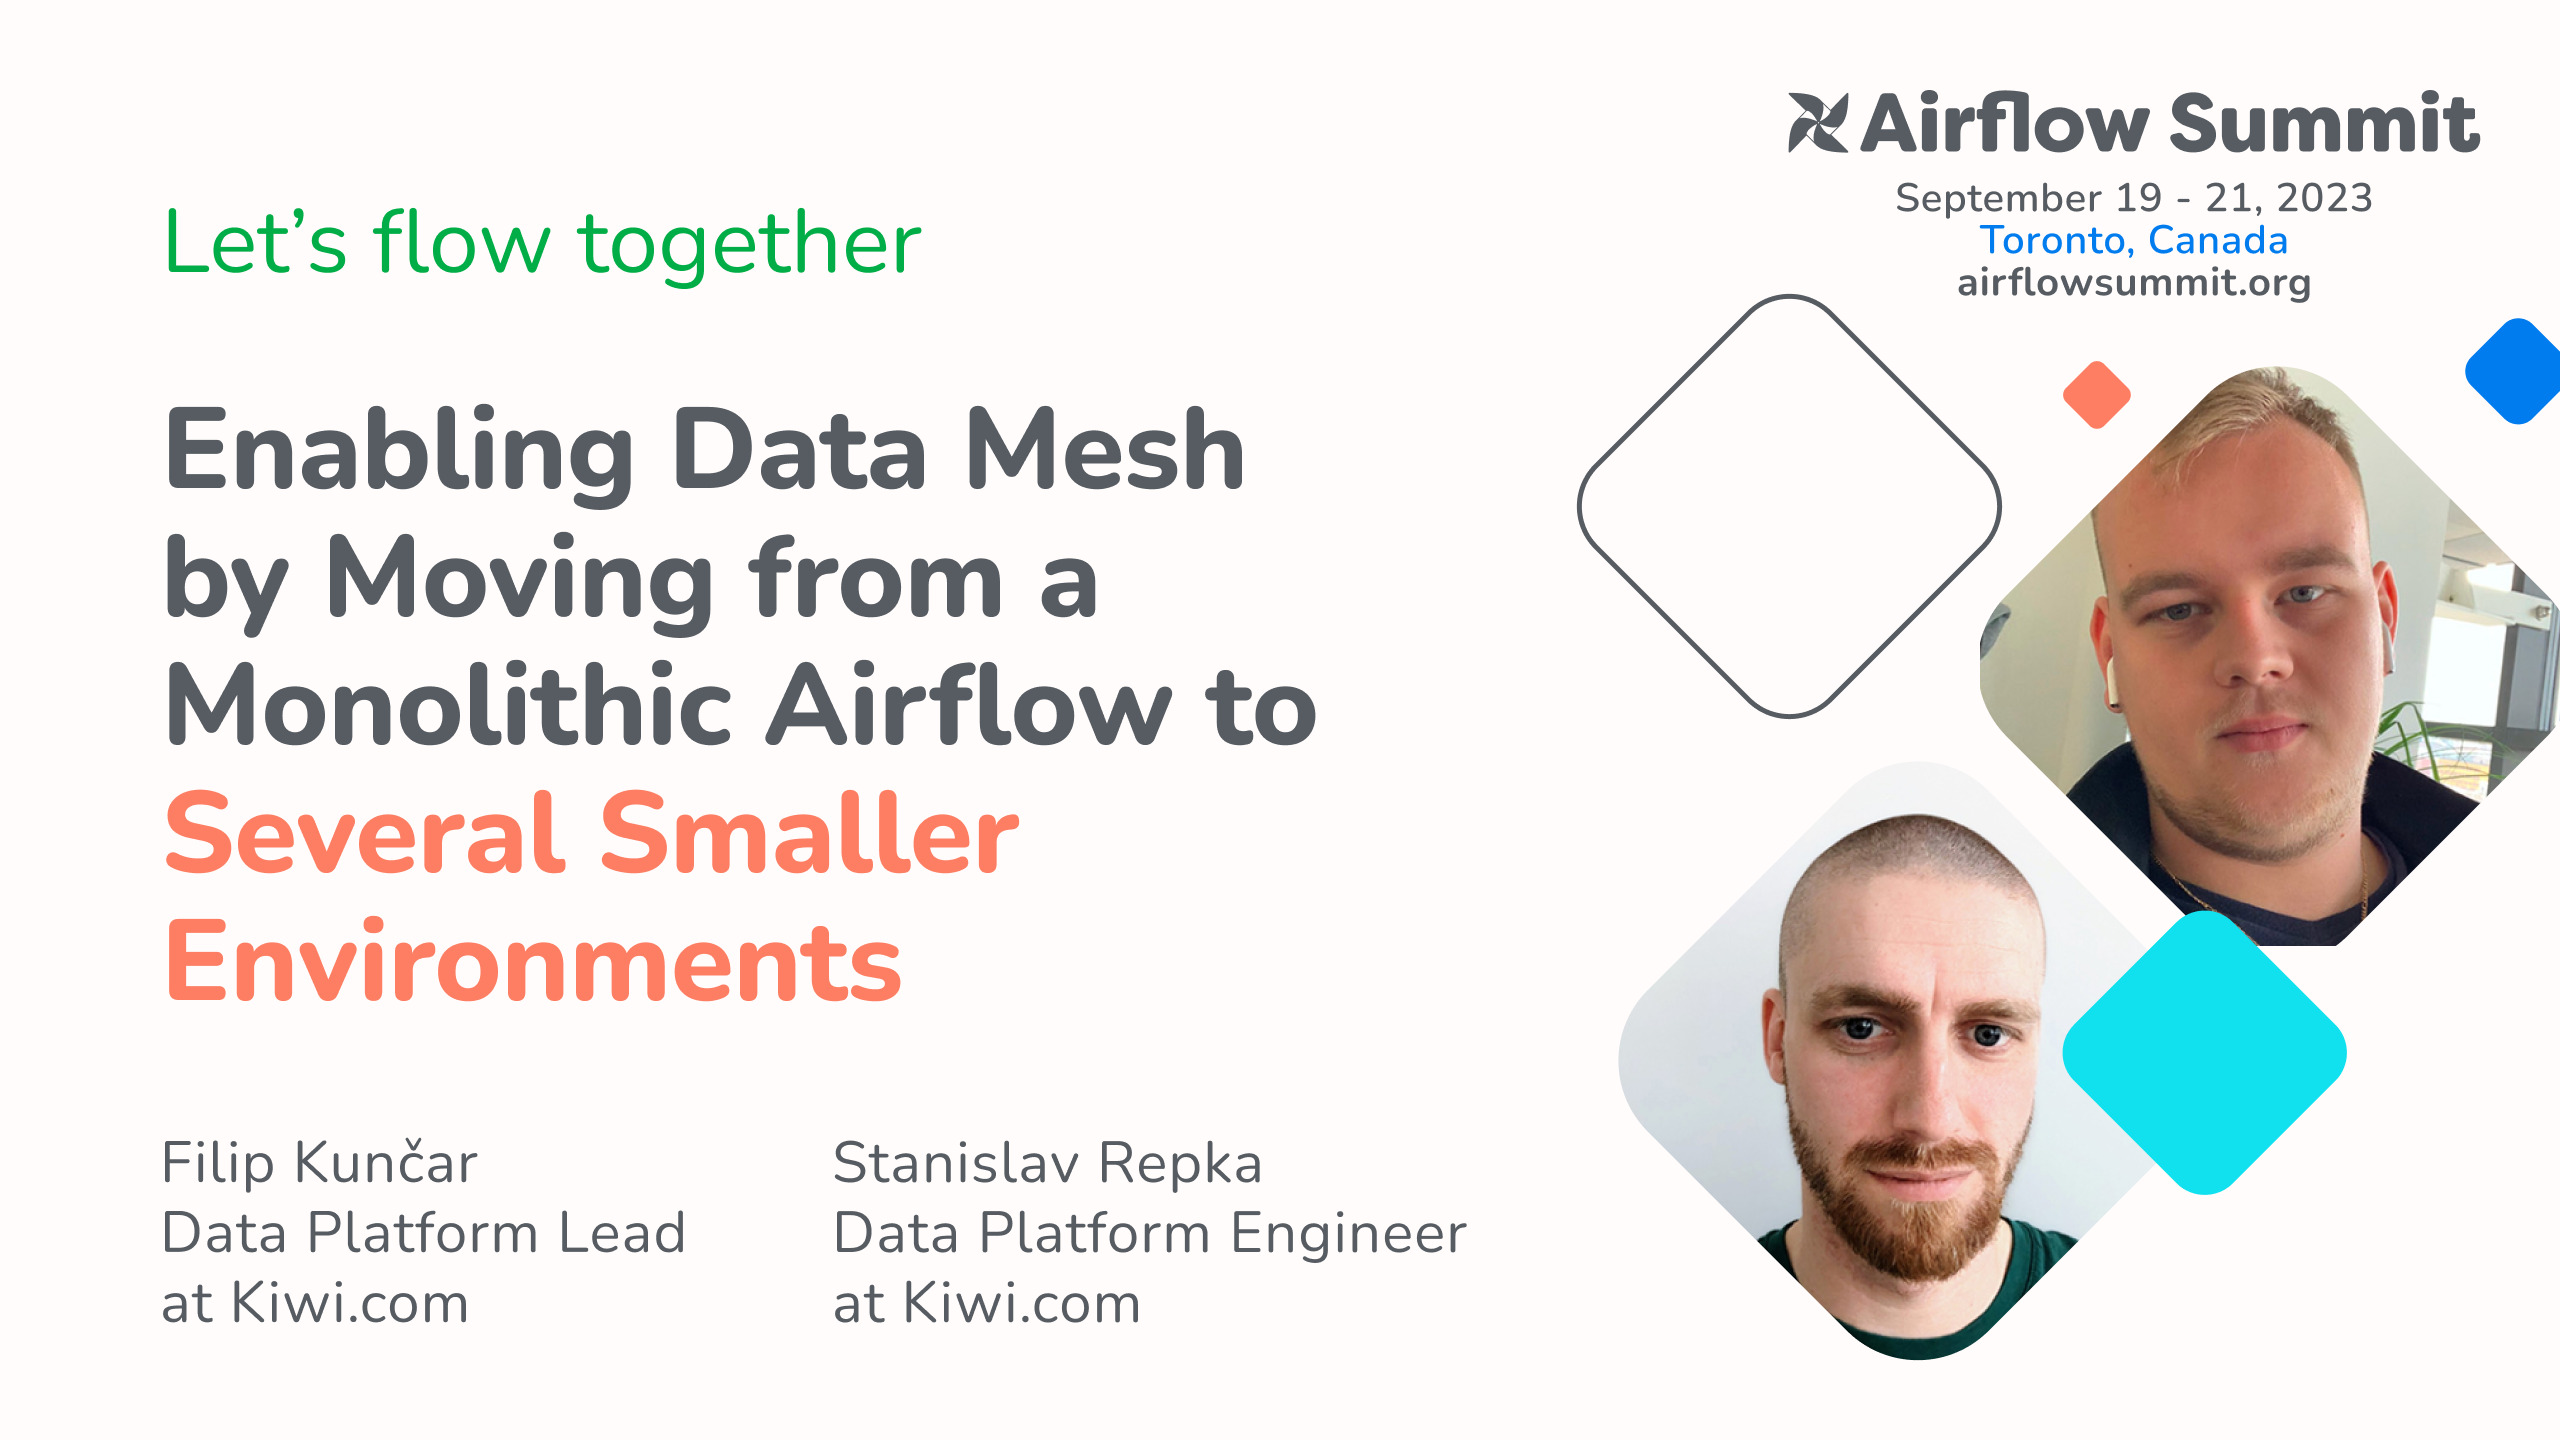 Airflow Summit
September 19 - 21, 2023
Toronto, Canada
airflowsummit.org
Let’s flow together
Enabling Data Mesh
by Moving from a
Monolithic Airflow to
Several Smaller
Environments
Filip Kunčar
Data Platform Lead
at Kiwi.com
Stanislav Repka
Data Platform Engineer
at Kiwi.com